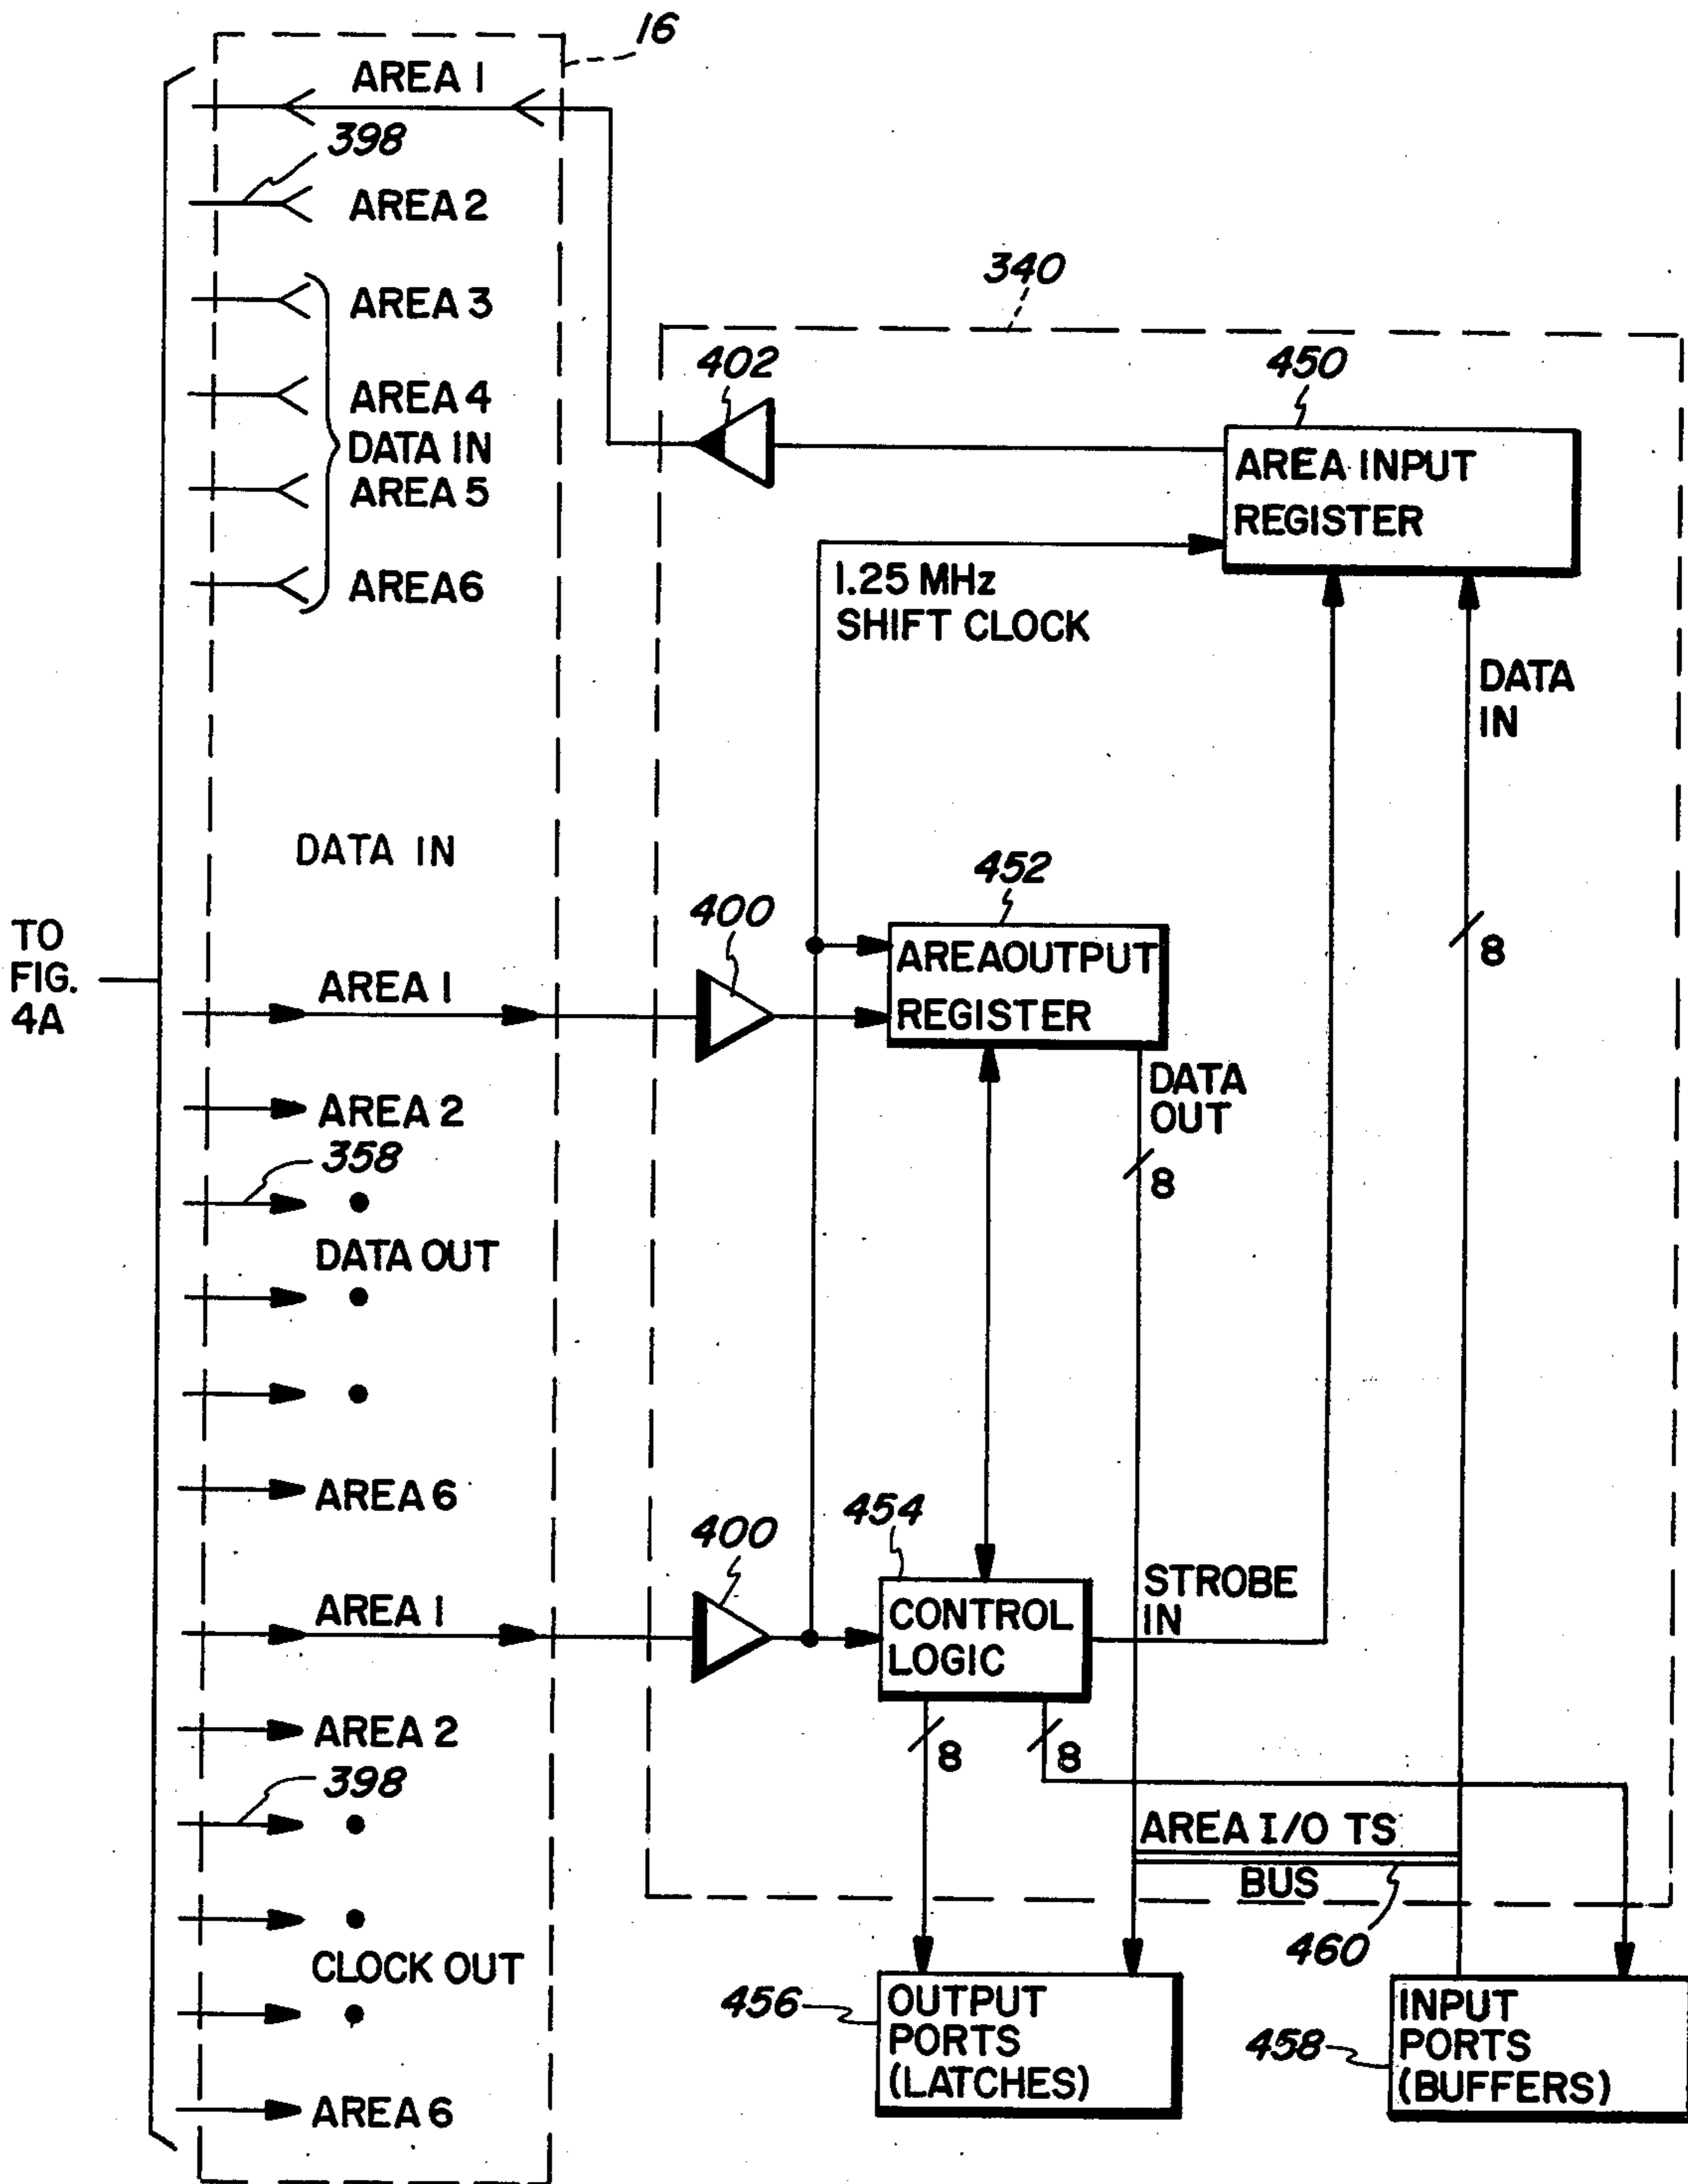 16
AREA 1
398
AREA 2
AREA 3
AREA 4
DATA IN
AREA 5
AREA 6
340
402
450
AREA INPUT
REGISTER
1.25 MHz
SHIFT CLOCK
DATA
IN
8
DATA IN
TO
FIG.
4A
AREA 1
400
452
AREA OUTPUT
REGISTER
DATA
OUT
8
AREA 2
358
DATA OUT
AREA 6
AREA 1
400
454
CONTROL
LOGIC
STROBE
IN
8
8
AREA 2
398
CLOCK OUT
AREA 6
AREA I/O TS
BUS
460
456
OUTPUT
PORTS
(LATCHES)
458
INPUT
PORTS
(BUFFERS)